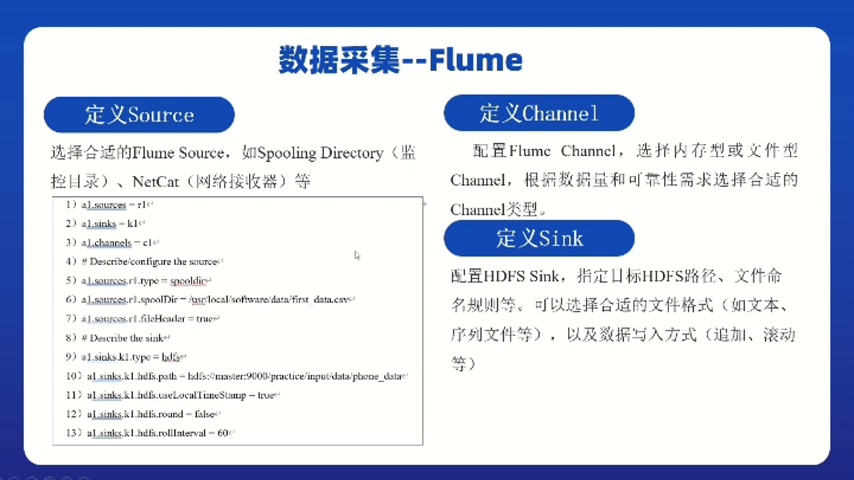 数据采集--Flume
定义Source
选择合适的Flume Source，如Spooling Directory（监
控目录）、NetCat（网络接收器）等
1）a1.sources = r1
2）a1.sinks = k1
3）a1.channels = c1
4）# Describe/configure the source
5）a1.sources.r1.type = spooldir
6）a1.sources.r1.spoolDir = /usr/local/software/data/first_data.csv
7）a1.sources.r1.fileHeader = true
8）# Describe the sink
9）a1.sinks.k1.type = hdfs
10）a1.sinks.k1.hdfs.path = hdfs://master:9000/practice/input/data/phone_data
11）a1.sinks.k1.hdfs.useLocalTimeStamp = true
12）a1.sinks.k1.hdfs.round = false
13）a1.sinks.k1.hdfs.rollInterval = 60
定义Channel
配置Flume Channel，选择内存型或文件型
Channel，根据数据量和可靠性需求选择合适的
Channel类型。
定义Sink
配置HDFS Sink，指定目标HDFS路径、文件命
名规则等。可以选择合适的文件格式（如文本、
序列文件等），以及数据写入方式（追加、滚动
等）